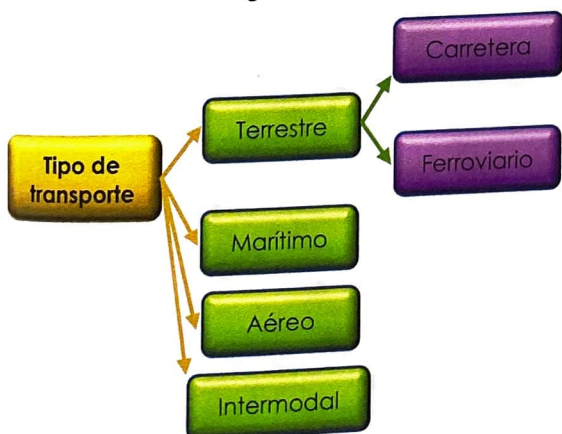 Tipo de
transporte
Terrestre
Carretera
Ferroviario
Marítimo
Aéreo
Intermodal